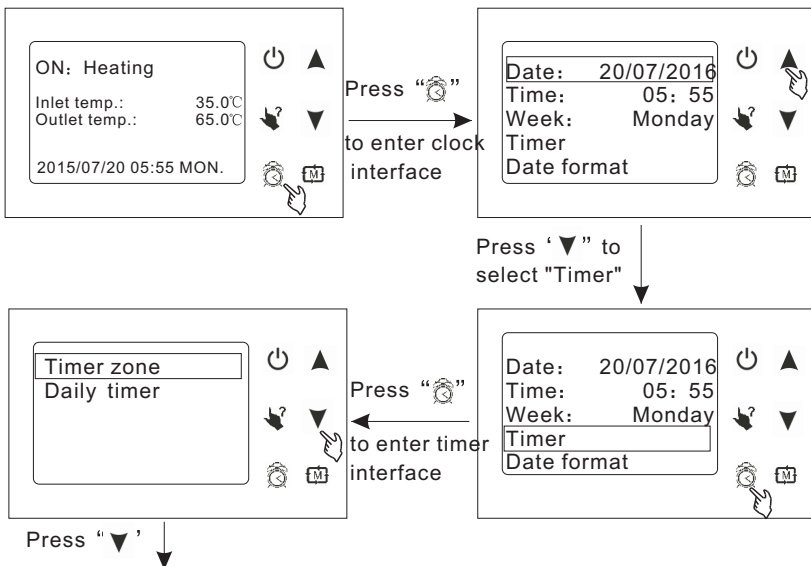 ON: Heating
Inlet temp.: 35.0℃
Outlet temp.: 65.0℃
2015/07/20 05:55 MON.
?
M
Press “ ”
to enter clock
interface
Date: 20/07/2016
Time: 05: 55
Week: Monday
Timer
Date format
?
M
Press ‘▼” to
select "Timer"
Timer zone
Daily timer
?
M
Press “ ”
to enter timer
interface
Date: 20/07/2016
Time: 05: 55
Week: Monday
Timer
Date format
?
M
Press “▼’